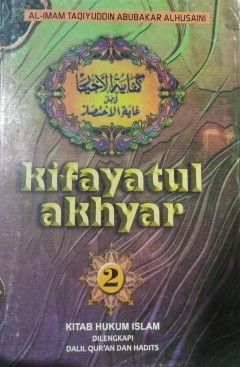 AL-IMAM TAQIYUDDIN ABUBAKAR ALHUSAINI
كفاية الأخيار
في حل
غاية الاختصار
kifayatul
akhyar
2
KITAB HUKUM ISLAM
DILENGKAPI
DALIL QUR'AN DAN HADITS